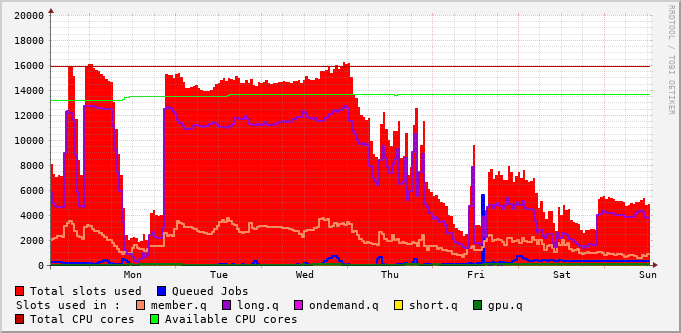 RRDTOOL / TOBI OETIKER
20000
18000
16000
14000
12000
10000
8000
6000
4000
2000
0
Mon Tue Wed Thu Fri Sat Sun
Total slots used Queued Jobs
Slots used in : member.q long.q ondemand.q short.q gpu.q
Total CPU cores Available CPU cores